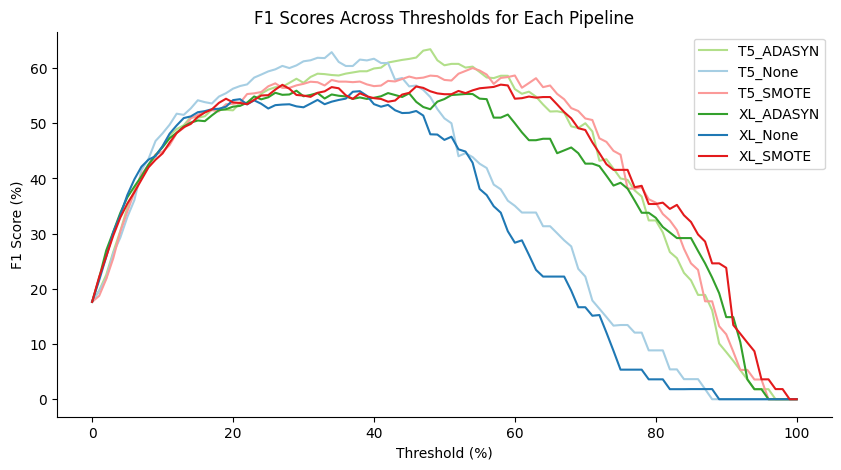 F1 Scores Across Thresholds for Each Pipeline
T5_ADASYN
T5_None
T5_SMOTE
XL_ADASYN
XL_None
XL_SMOTE
F1 Score (%)
60
50
40
30
20
10
0
0 20 40 60 80 100
Threshold (%)